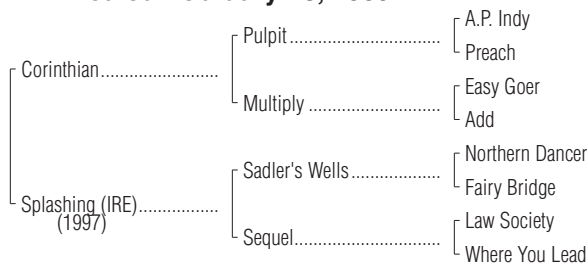 A.P. Indy
Pulpit
Preach
Corinthian
Easy Goer
Multiply
Add
Northern Dancer
Sadler's Wells
Fairy Bridge
Splashing (IRE)
(1997)
Law Society
Sequel
Where You Lead